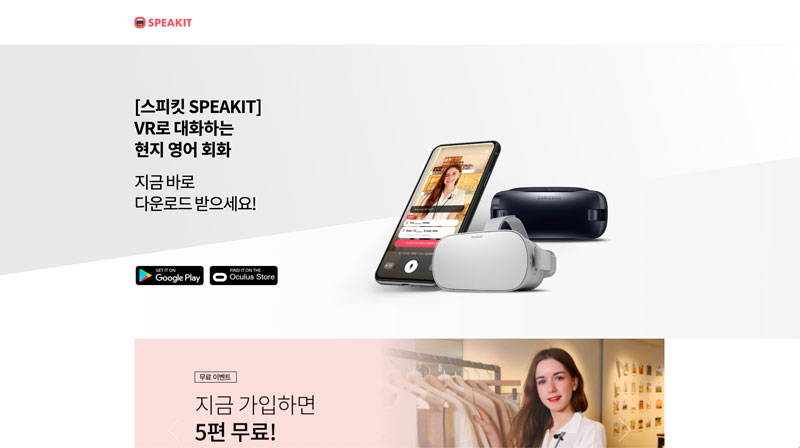 SPEAKIT
[스피킷 SPEAKIT]
VR로 대화하는
현지 영어 회화
지금 바로
다운로드 받으세요!
GET IT ON
Google Play
FIND IT ON THE
Oculus Store
SAMSUNG
oculus
무료 이벤트
지금 가입하면
5편 무료!